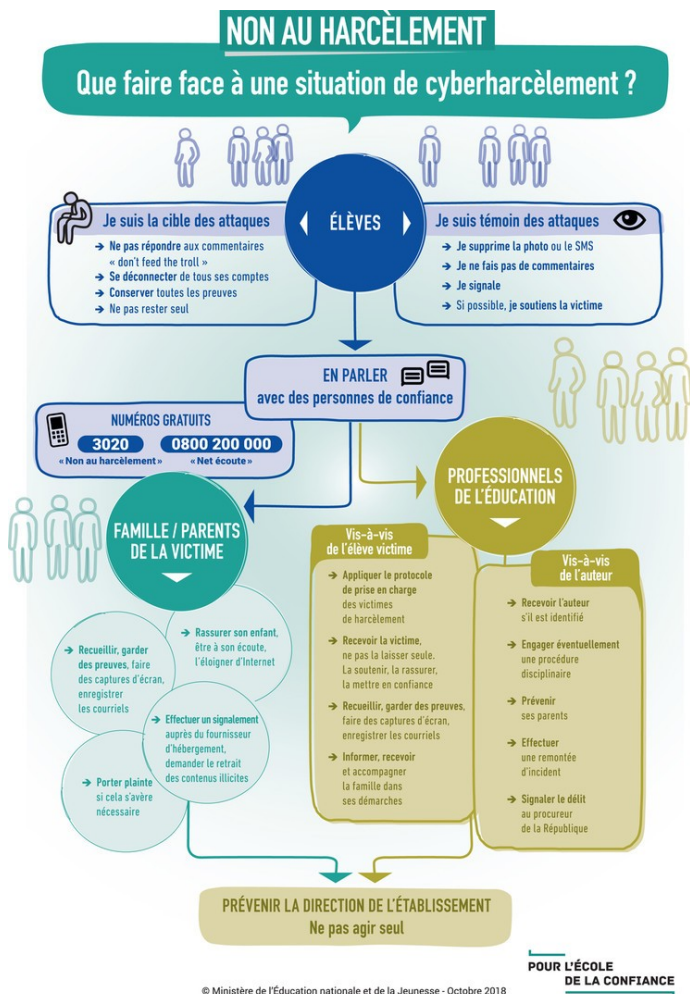 NON AU HARCÈLEMENT
Que faire face à une situation de cyberharcèlement ?
ÉLÈVES
Je suis la cible des attaques
→ Ne pas répondre aux commentaires
« don't feed the troll »
→ Se déconnecter de tous ses comptes
→ Conserver toutes les preuves
→ Ne pas rester seul
Je suis témoin des attaques
→ Je supprime la photo ou le SMS
→ Je ne fais pas de commentaires
→ Je signale
→ Si possible, je soutiens la victime
EN PARLER
avec des personnes de confiance
NUMÉROS GRATUITS
3020
« Non au harcèlement »
0800 200 000
« Net écoute »
FAMILLE / PARENTS
DE LA VICTIME
→ Rassurer son enfant,
être à son écoute,
l'éloigner d'Internet
→ Recueillir, garder
des preuves, faire
des captures d'écran,
enregistrer
les courriels
→ Effectuer un signalement
auprès du fournisseur
d'hébergement,
demander le retrait
des contenus illicites
→ Porter plainte
si cela s'avère
nécessaire
PROFESSIONNELS
DE L'ÉDUCATION
Vis-à-vis
de l'élève victime
→ Appliquer le protocole
de prise en charge
des victimes
de harcèlement
→ Recevoir la victime,
ne pas la laisser seule.
La soutenir, la rassurer,
la mettre en confiance
→ Recueillir, garder des preuves,
faire des captures d'écran,
enregistrer les courriels
→ Informer, recevoir
et accompagner
la famille dans
ses démarches
Vis-à-vis
de l'auteur
→ Recevoir l'auteur
s'il est identifié
→ Engager éventuellement
une procédure
disciplinaire
→ Prévenir
ses parents
→ Effectuer
une remontée
d'incident
→ Signaler le délit
au procureur
de la République
PRÉVENIR LA DIRECTION DE L'ÉTABLISSEMENT
Ne pas agir seul
POUR L'ÉCOLE
DE LA CONFIANCE
© Ministère de l'Éducation nationale et de la Jeunesse - Octobre 2018